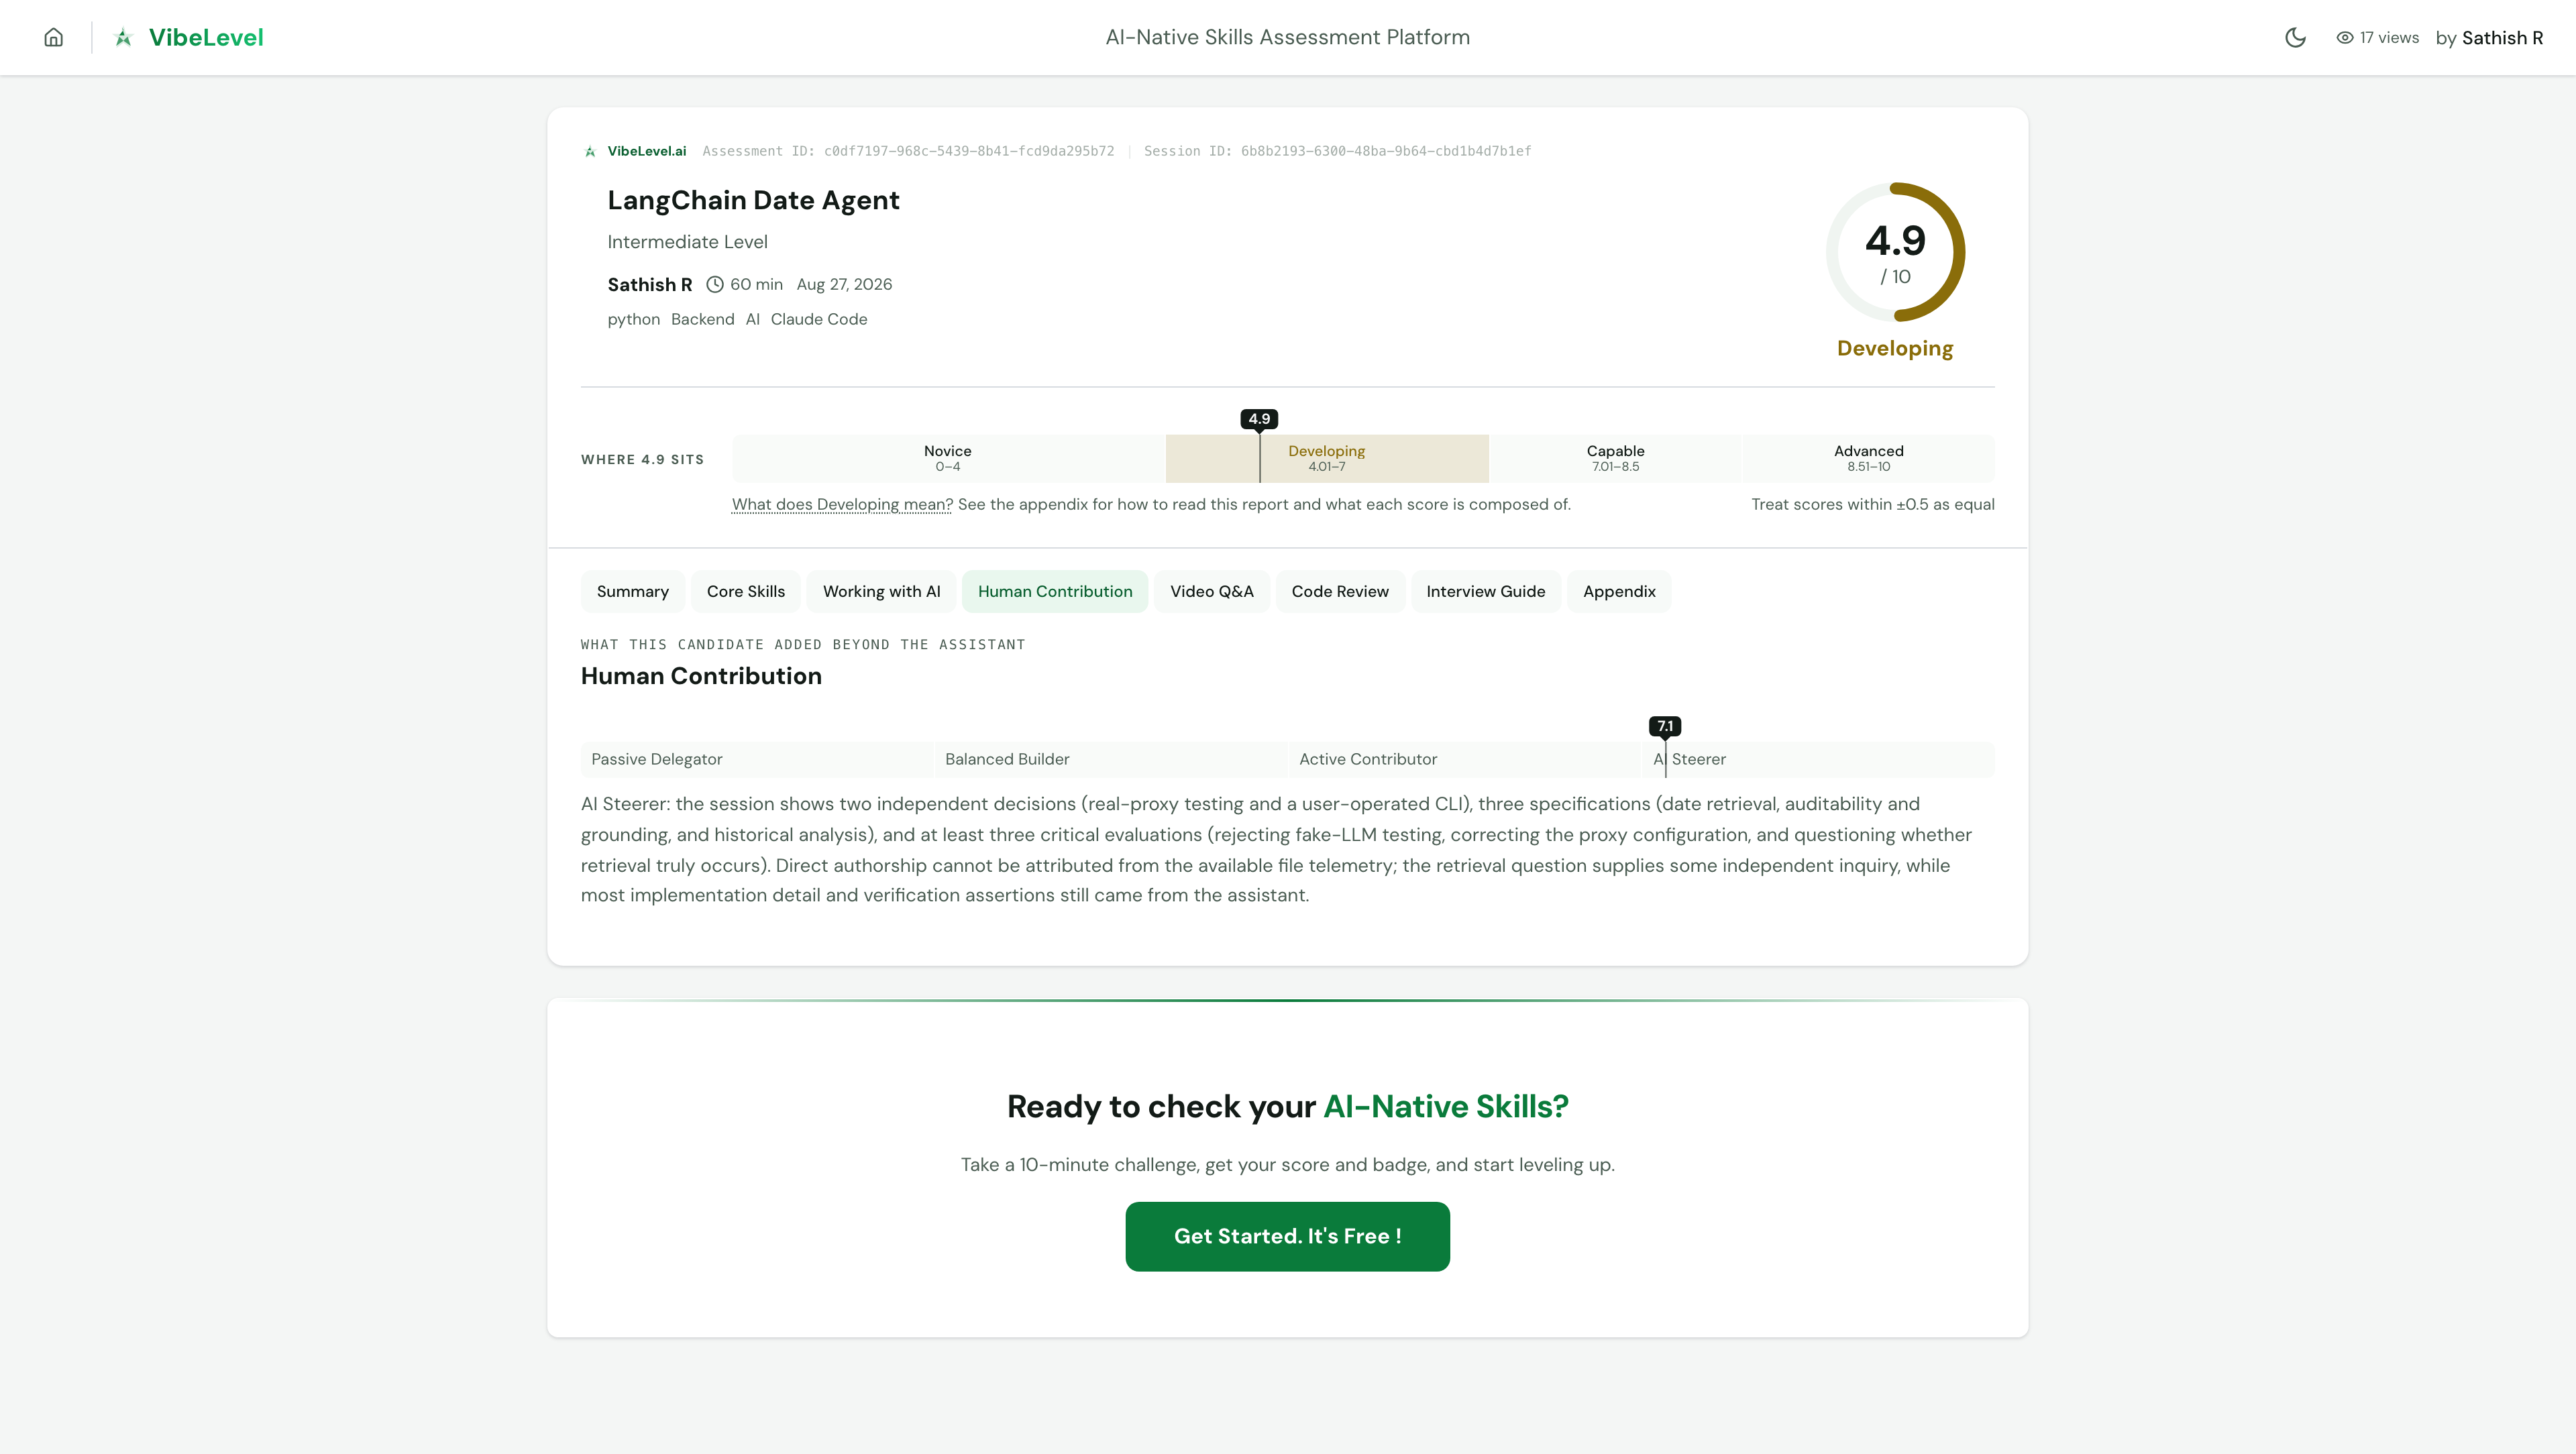 VibeLevel
AI-Native Skills Assessment Platform
17 views
by Sathish R
VibeLevel.ai
Assessment ID: c0df7197-968c-5439-8b41-fcd9da295b72
Session ID: 6b8b2193-6300-48ba-9b64-cbd1b4d7b1ef
LangChain Date Agent
Intermediate Level
Sathish R
60 min
Aug 27, 2026
python Backend AI Claude Code
4.9
/ 10
Developing
4.9
WHERE 4.9 SITS
Novice
0–4
Developing
4.01–7
Capable
7.01–8.5
Advanced
8.51–10
What does Developing mean? See the appendix for how to read this report and what each score is composed of.
Treat scores within ±0.5 as equal
Summary
Core Skills
Working with AI
Human Contribution
Video Q&A
Code Review
Interview Guide
Appendix
WHAT THIS CANDIDATE ADDED BEYOND THE ASSISTANT
Human Contribution
7.1
Passive Delegator
Balanced Builder
Active Contributor
AI Steerer
AI Steerer: the session shows two independent decisions (real-proxy testing and a user-operated CLI), three specifications (date retrieval, auditability and
grounding, and historical analysis), and at least three critical evaluations (rejecting fake-LLM testing, correcting the proxy configuration, and questioning whether
retrieval truly occurs). Direct authorship cannot be attributed from the available file telemetry; the retrieval question supplies some independent inquiry, while
most implementation detail and verification assertions still came from the assistant.
Ready to check your AI-Native Skills?
Take a 10-minute challenge, get your score and badge, and start leveling up.
Get Started. It's Free !